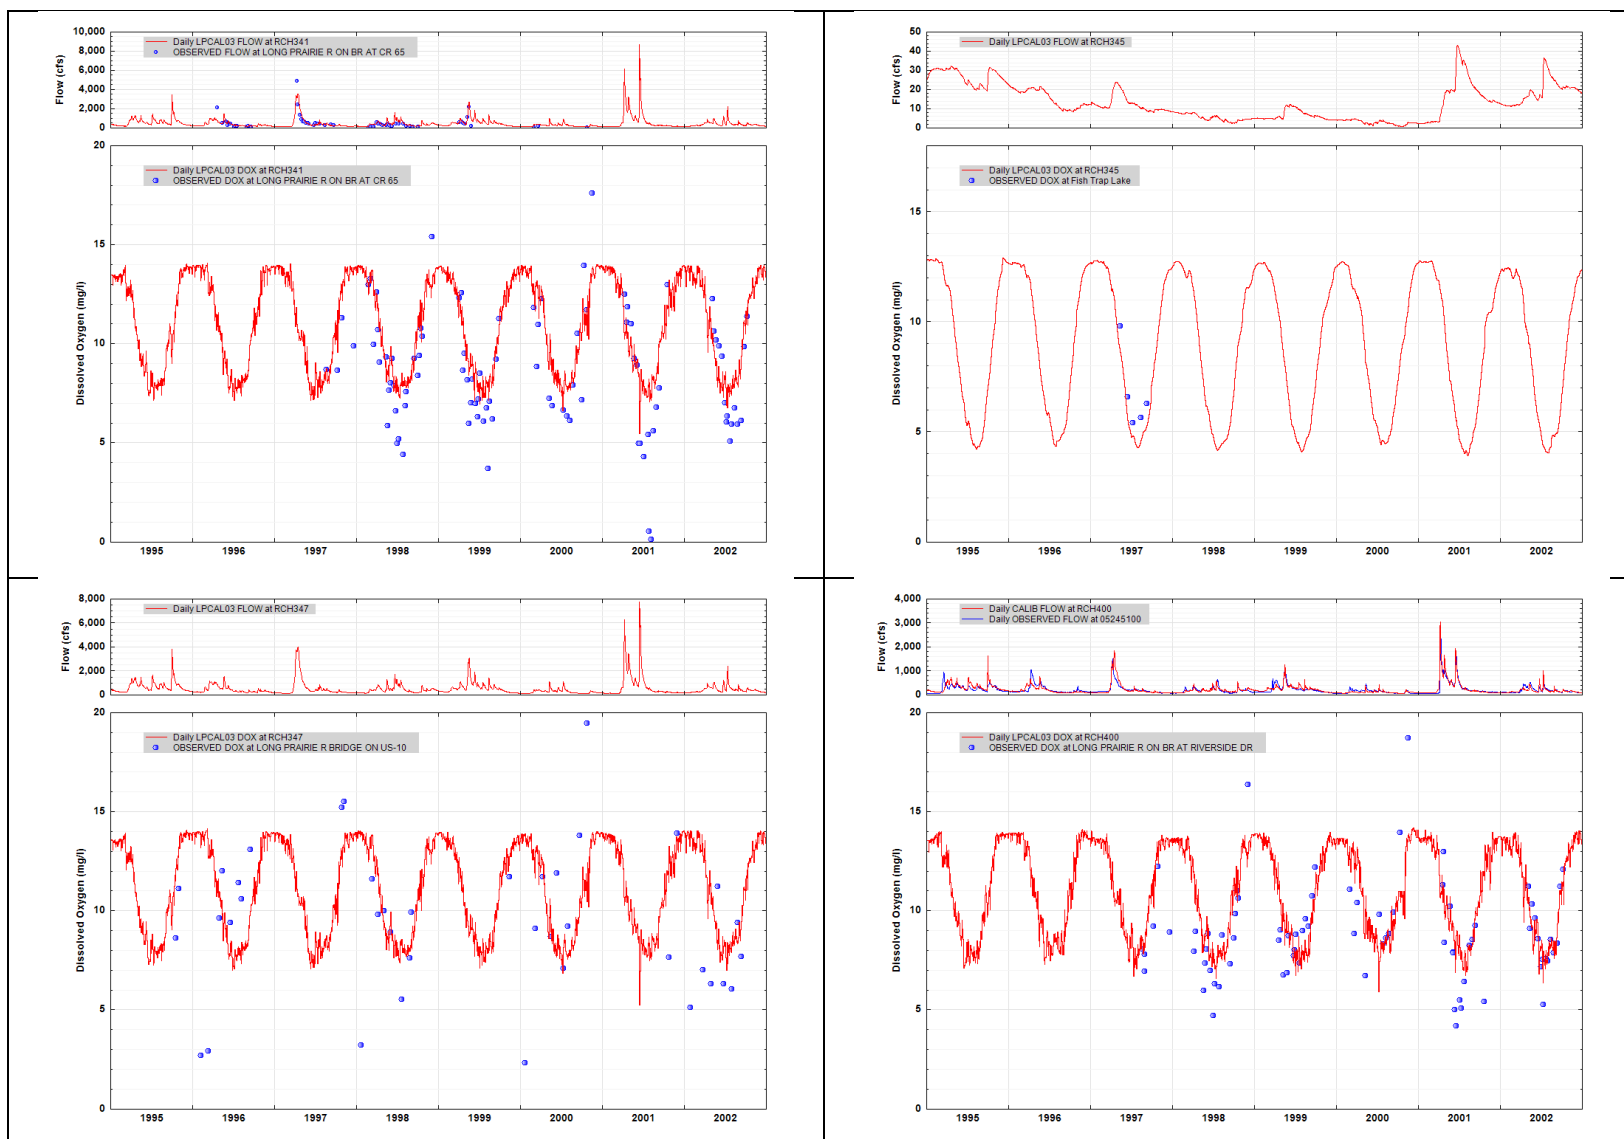 Flow (cfs)
10,000
8,000
6,000
4,000
2,000
0
Daily LPCAL03 FLOW at RCH341
OBSERVED FLOW at LONG PRAIRIE R ON BR AT CR 65
Dissolved Oxygen (mg/l)
20
15
10
5
0
Daily LPCAL03 DOX at RCH341
OBSERVED DOX at LONG PRAIRIE R ON BR AT CR 65
1995 1996 1997 1998 1999 2000 2001 2002
Flow (cfs)
50
40
30
20
10
0
Daily LPCAL03 FLOW at RCH345
Dissolved Oxygen (mg/l)
15
10
5
0
Daily LPCAL03 DOX at RCH345
OBSERVED DOX at Fish Trap Lake
1995 1996 1997 1998 1999 2000 2001 2002
Flow (cfs)
8,000
6,000
4,000
2,000
0
Daily LPCAL03 FLOW at RCH347
Dissolved Oxygen (mg/l)
20
15
10
5
0
Daily LPCAL03 DOX at RCH347
OBSERVED DOX at LONG PRAIRIE R BRIDGE ON US-10
1995 1996 1997 1998 1999 2000 2001 2002
Flow (cfs)
4,000
3,000
2,000
1,000
0
Daily CALIB FLOW at RCH400
Daily OBSERVED FLOW at 05245100
Dissolved Oxygen (mg/l)
20
15
10
5
0
Daily LPCAL03 DOX at RCH400
OBSERVED DOX at LONG PRAIRIE R ON BR AT RIVERSIDE DR
1995 1996 1997 1998 1999 2000 2001 2002